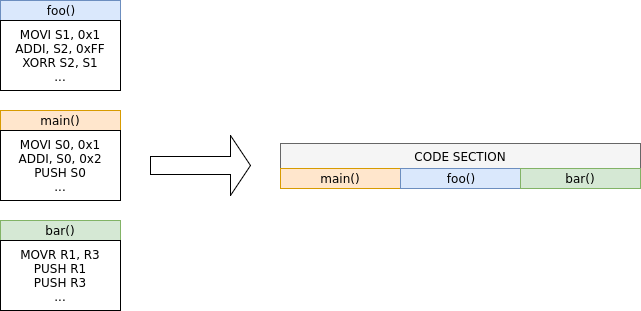 foo()
MOVI S1, 0x1
ADDI, S2, 0xFF
XORR S2, S1
...
main()
MOVI S0, 0x1
ADDI, S0, 0x2
PUSH S0
...
bar()
MOVR R1, R3
PUSH R1
PUSH R3
...
CODE SECTION
main() foo() bar()